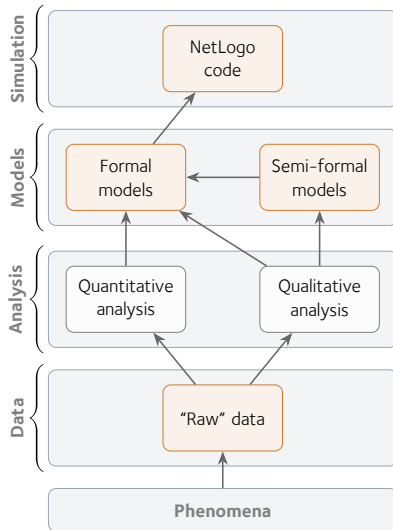 Simulation
NetLogo
code
Models
Formal
models
Semi-formal
models
Analysis
Quantitative
analysis
Qualitative
analysis
Data
"Raw" data
Phenomena